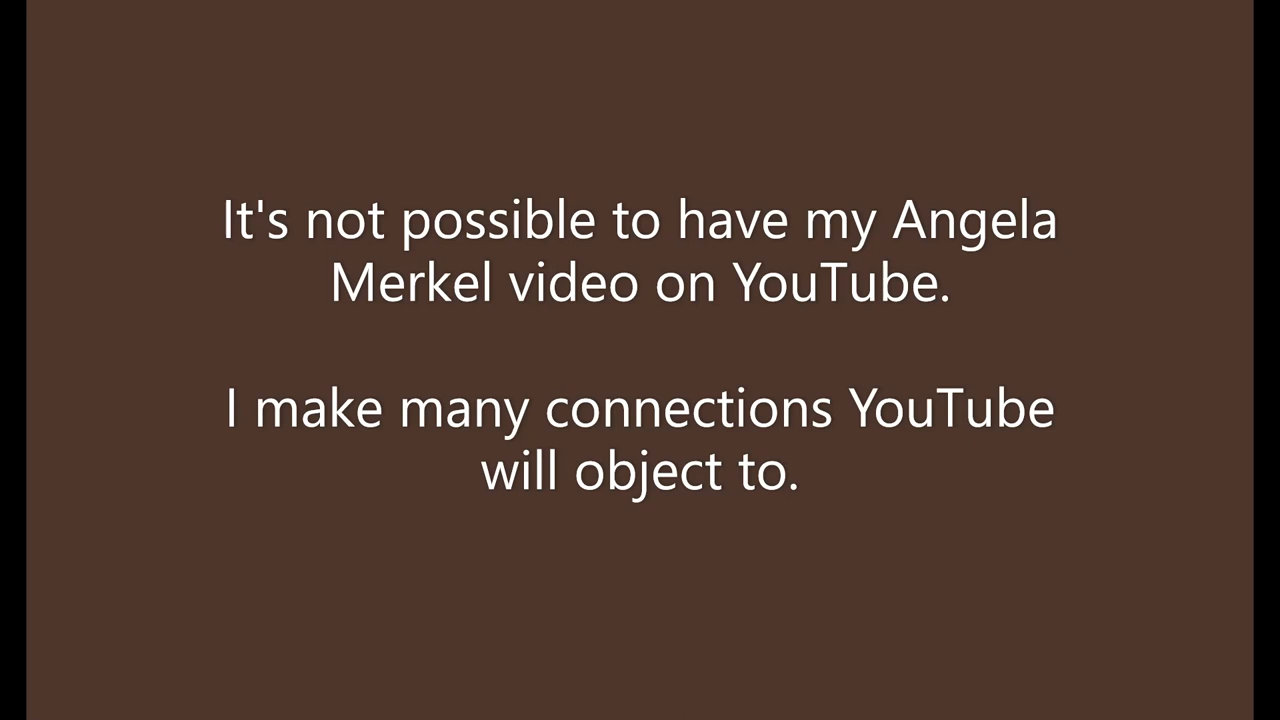 It's not possible to have my Angela
Merkel video on YouTube.
I make many connections YouTube
will object to.